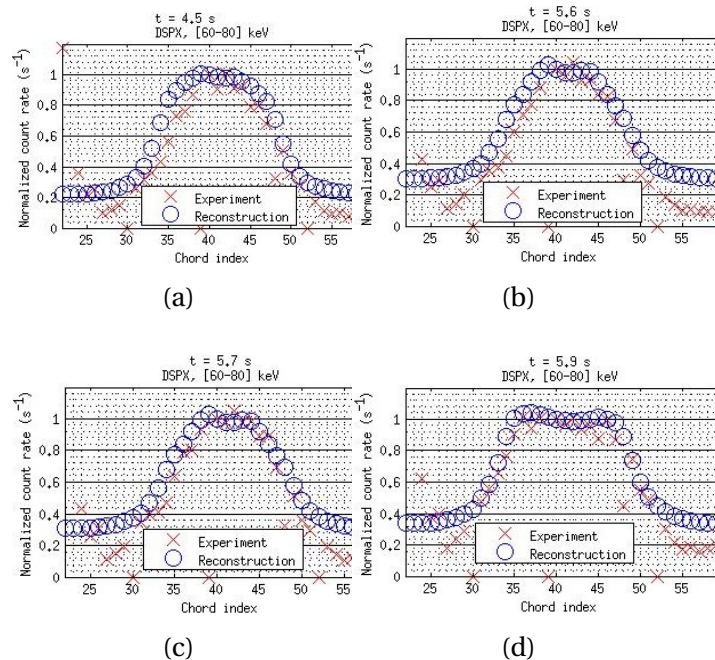 t = 4.5 s
DSPX, [60-80] keV
Normalized count rate (s⁻¹)
1
0.8
0.6
0.4
0.2
0
25 30 35 40 45 50 55
Chord index
Experiment
Reconstruction
(a)
t = 5.6 s
DSPX, [60-80] keV
Normalized count rate (s⁻¹)
1
0.8
0.6
0.4
0.2
0
25 30 35 40 45 50 55
Chord index
Experiment
Reconstruction
(b)
t = 5.7 s
DSPX, [60-80] keV
Normalized count rate (s⁻¹)
1
0.8
0.6
0.4
0.2
0
25 30 35 40 45 50 55
Chord index
Experiment
Reconstruction
(c)
t = 5.9 s
DSPX, [60-80] keV
Normalized count rate (s⁻¹)
1
0.8
0.6
0.4
0.2
0
25 30 35 40 45 50 55
Chord index
Experiment
Reconstruction
(d)